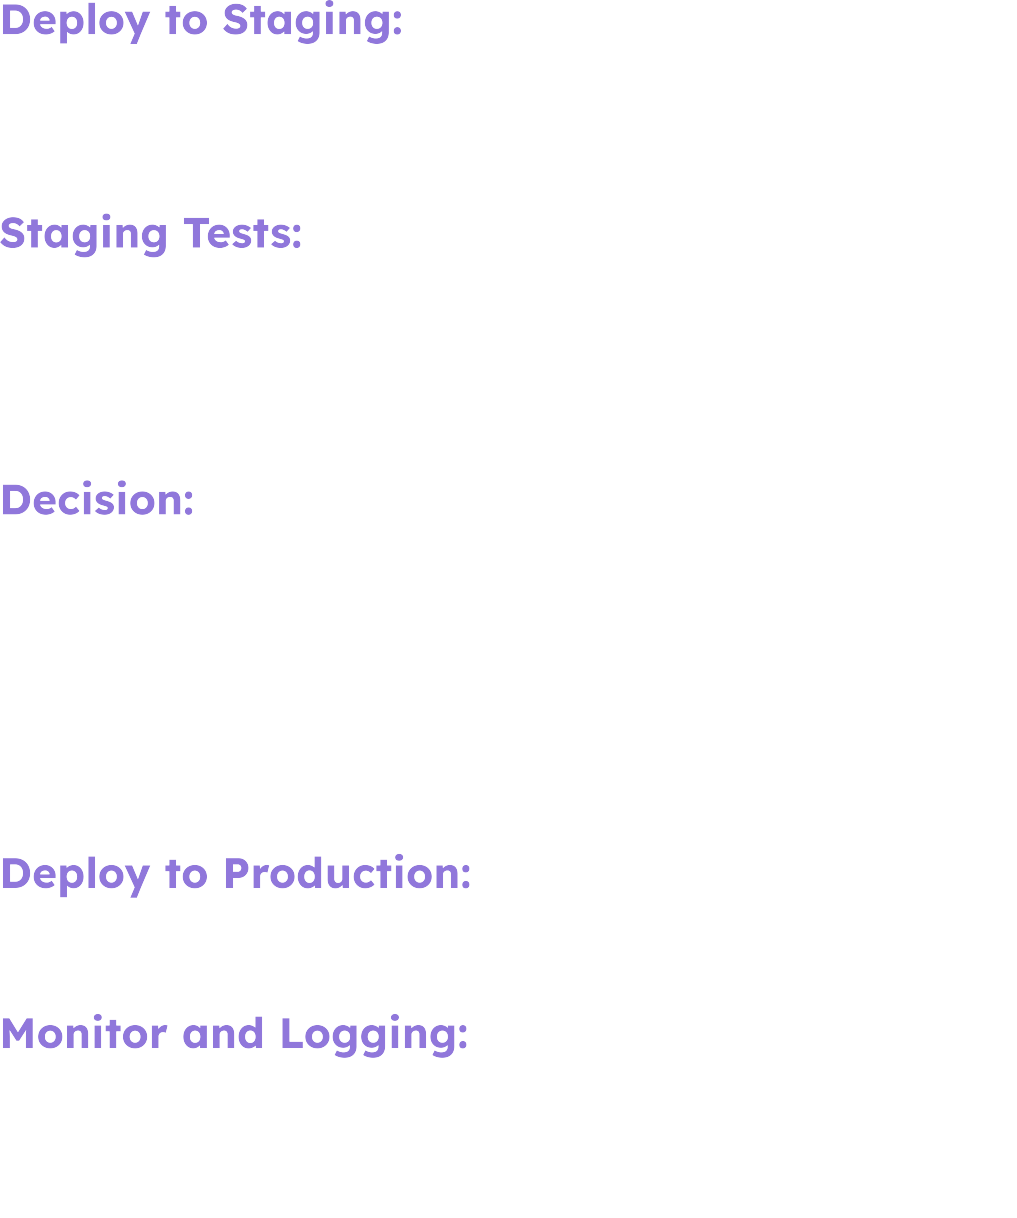 Deploy to Staging:
Staging Tests:
Decision:
Deploy to Production:
Monitor and Logging: